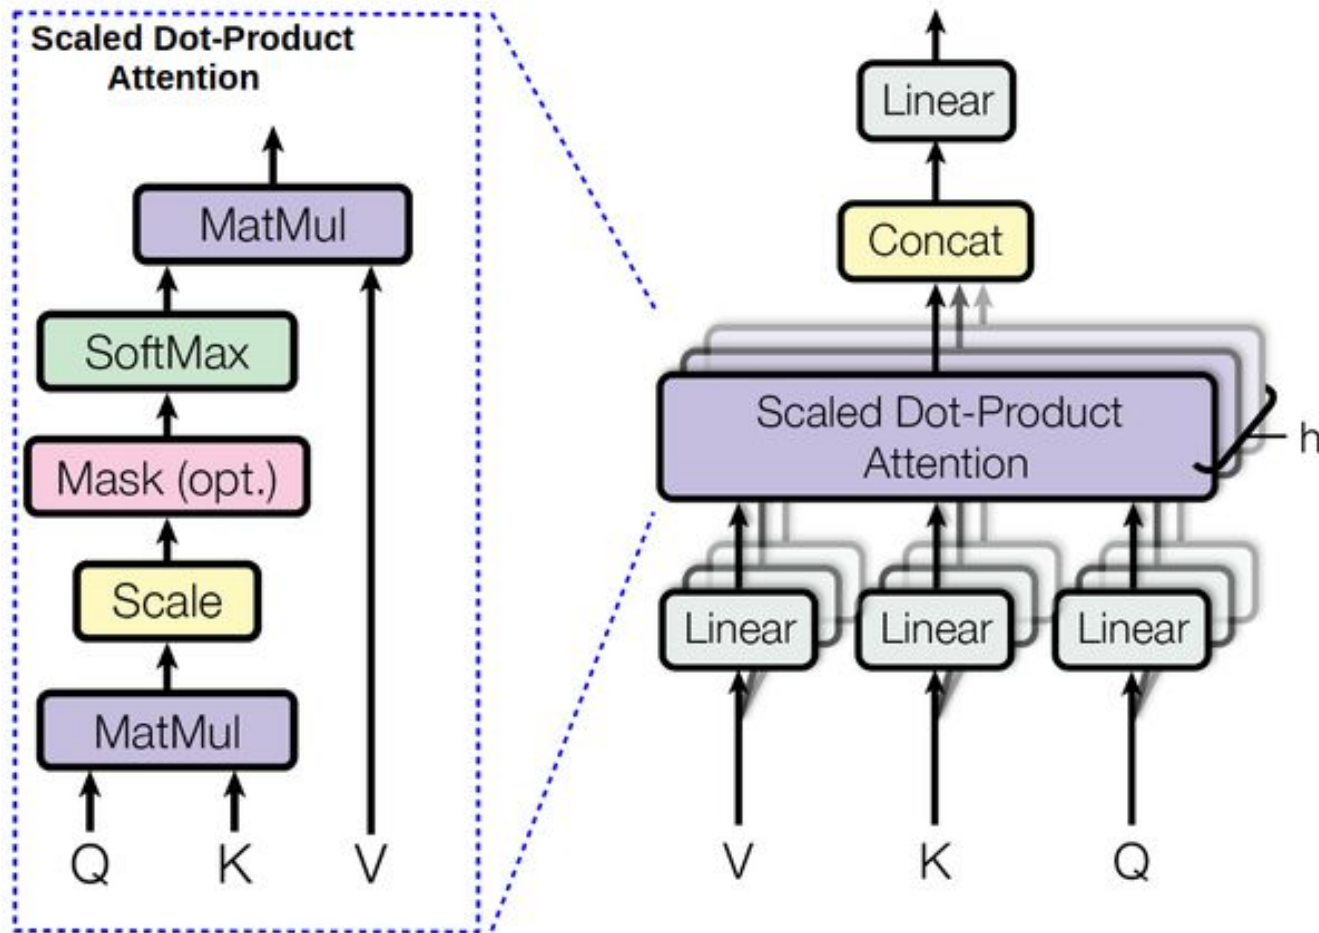 Scaled Dot-Product
Attention
MatMul
SoftMax
Mask (opt.)
Scale
MatMul
Q K V
Linear
Concat
Scaled Dot-Product
Attention
h
Linear Linear Linear
V K Q